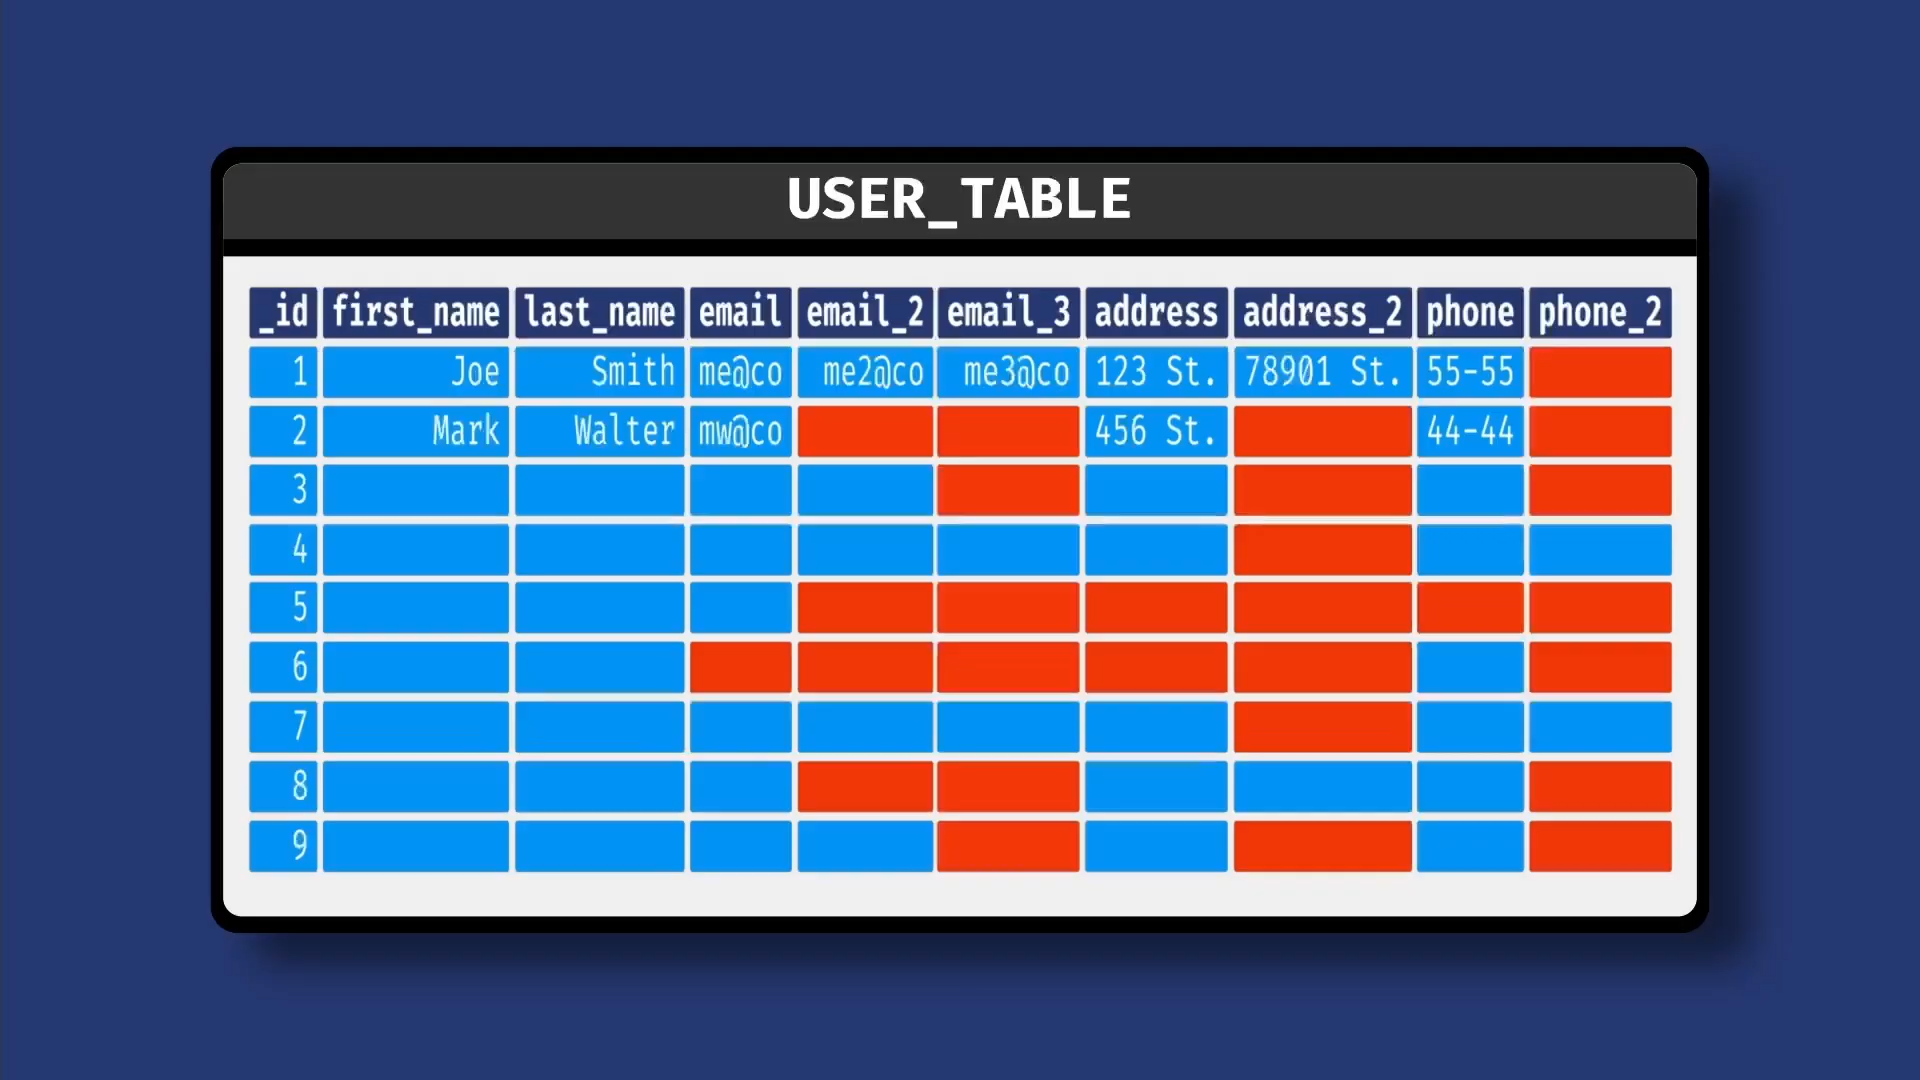 USER_TABLE
_id first_name last_name email email_2 email_3 address address_2 phone phone_2
1 Joe Smith me@co me2@co me3@co 123 St. 78901 St. 55-55
2 Mark Walter mw@co 456 St. 44-44
3
4
5
6
7
8
9